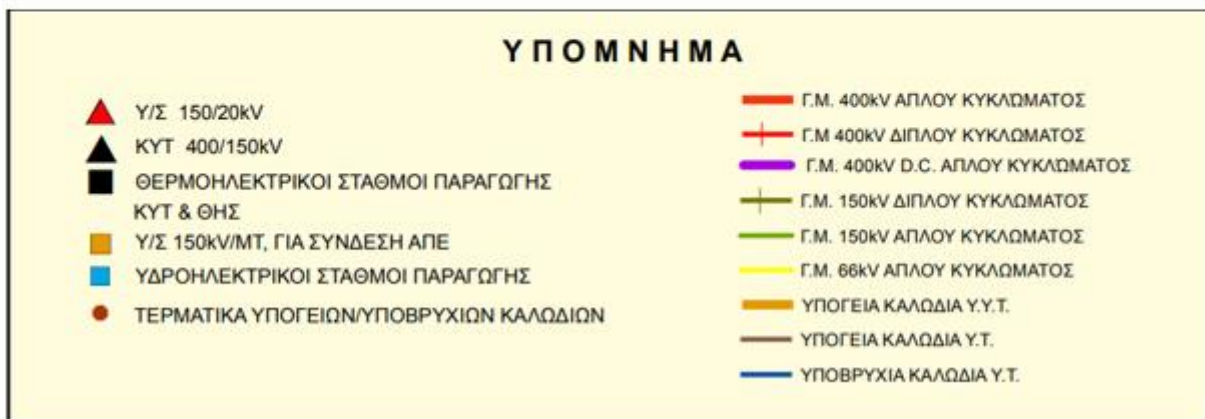 ΥΠΟΜΝΗΜΑ
Υ/Σ 150/20kV
ΚΥΤ 400/150kV
ΘΕΡΜΟΗΛΕΚΤΡΙΚΟΙ ΣΤΑΘΜΟΙ ΠΑΡΑΓΩΓΗΣ
ΚΥΤ & ΘΗΣ
Υ/Σ 150kV/ΜΤ, ΓΙΑ ΣΥΝΔΕΣΗ ΑΠΕ
ΥΔΡΟΗΛΕΚΤΡΙΚΟΙ ΣΤΑΘΜΟΙ ΠΑΡΑΓΩΓΗΣ
ΤΕΡΜΑΤΙΚΑ ΥΠΟΓΕΙΩΝ/ΥΠΟΒΡΥΧΙΩΝ ΚΑΛΩΔΙΩΝ
Γ.Μ. 400kV ΑΠΛΟΥ ΚΥΚΛΏΜΑΤΟΣ
Γ.Μ 400kV ΔΙΠΛΟΥ ΚΥΚΛΩΜΑΤΟΣ
Γ.Μ. 400kV D.C. ΑΠΛΟΥ ΚΥΚΛΏΜΑΤΟΣ
Γ.Μ. 150kV ΔΙΠΛΟΥ ΚΥΚΛΩΜΑΤΟΣ
Γ.Μ. 150kV ΑΠΛΟΥ ΚΥΚΛΩΜΑΤΟΣ
Γ.Μ. 66kV ΑΠΛΟΥ ΚΥΚΛΩΜΑΤΟΣ
ΥΠΟΓΕΙΑ ΚΑΛΩΔΙΑ Υ.Υ.Τ.
ΥΠΟΓΕΙΑ ΚΑΛΩΔΙΑ Υ.Τ.
ΥΠΟΒΡΥΧΙΑ ΚΑΛΩΔΙΑ Υ.Τ.